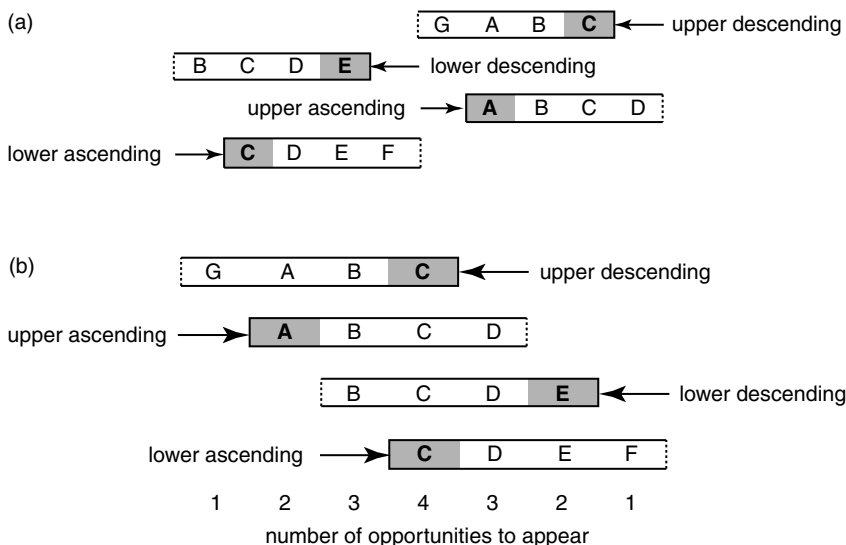 (a)
G A B C upper descending
B C D E lower descending
upper ascending A B C D
lower ascending C D E F
(b)
G A B C upper descending
upper ascending A B C D
B C D E lower descending
lower ascending C D E F
1 2 3 4 3 2 1
number of opportunities to appear